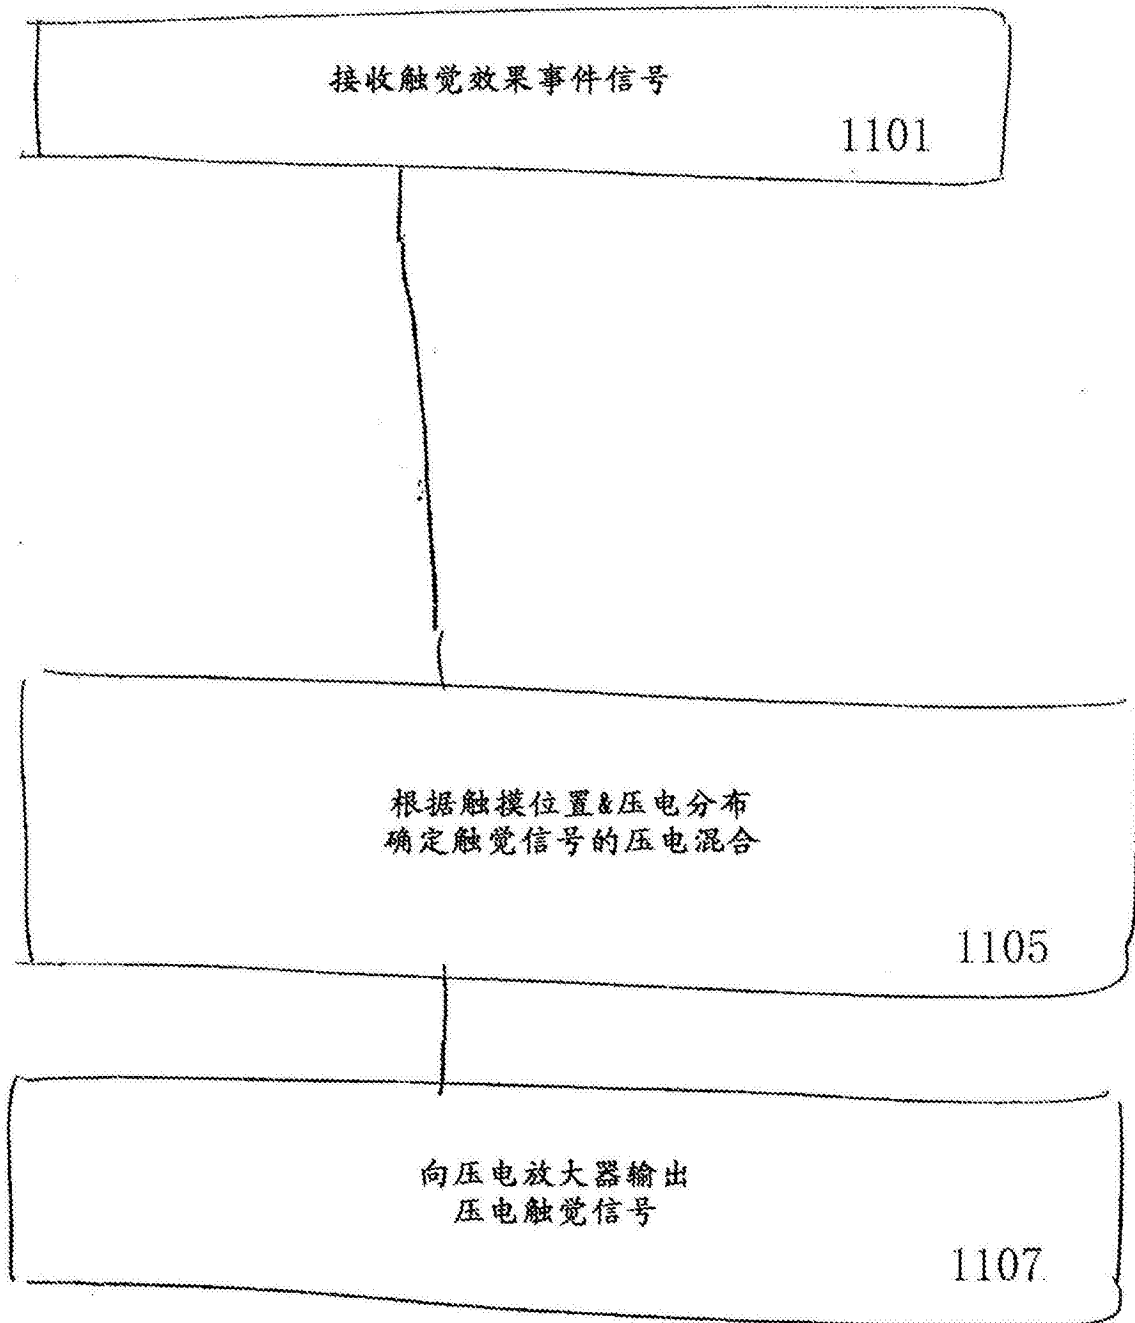 接收触觉效果事件信号
1101
根据触摸位置&压电分布
确定触觉信号的压电混合
1105
向压电放大器输出
压电触觉信号
1107